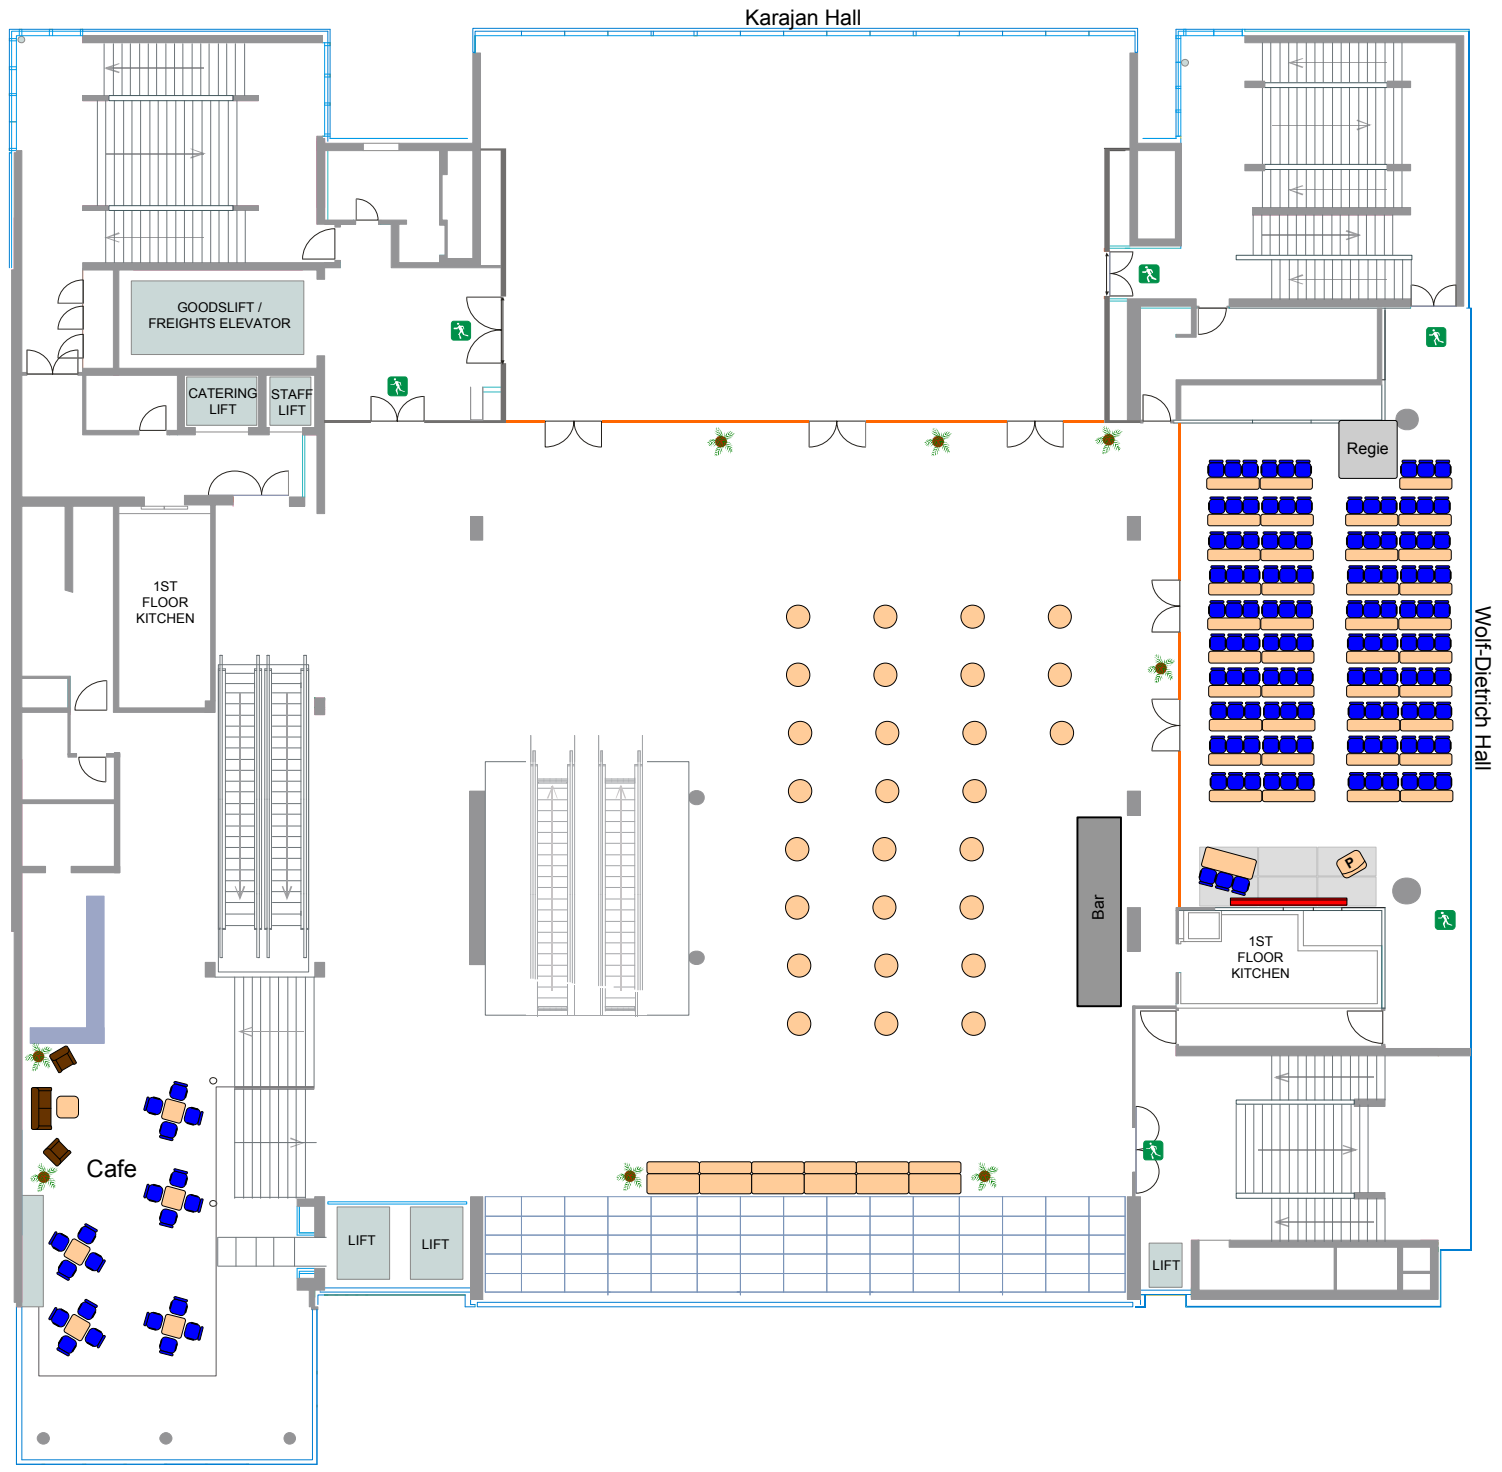 Karajan Hall
GOODSLIFT /
FREIGHTS ELEVATOR
CATERING
LIFT
STAFF
LIFT
Regie
1ST
FLOOR
KITCHEN
Wolf-Dietrich Hall
P
Bar
1ST
FLOOR
KITCHEN
Cafe
LIFT
LIFT
LIFT